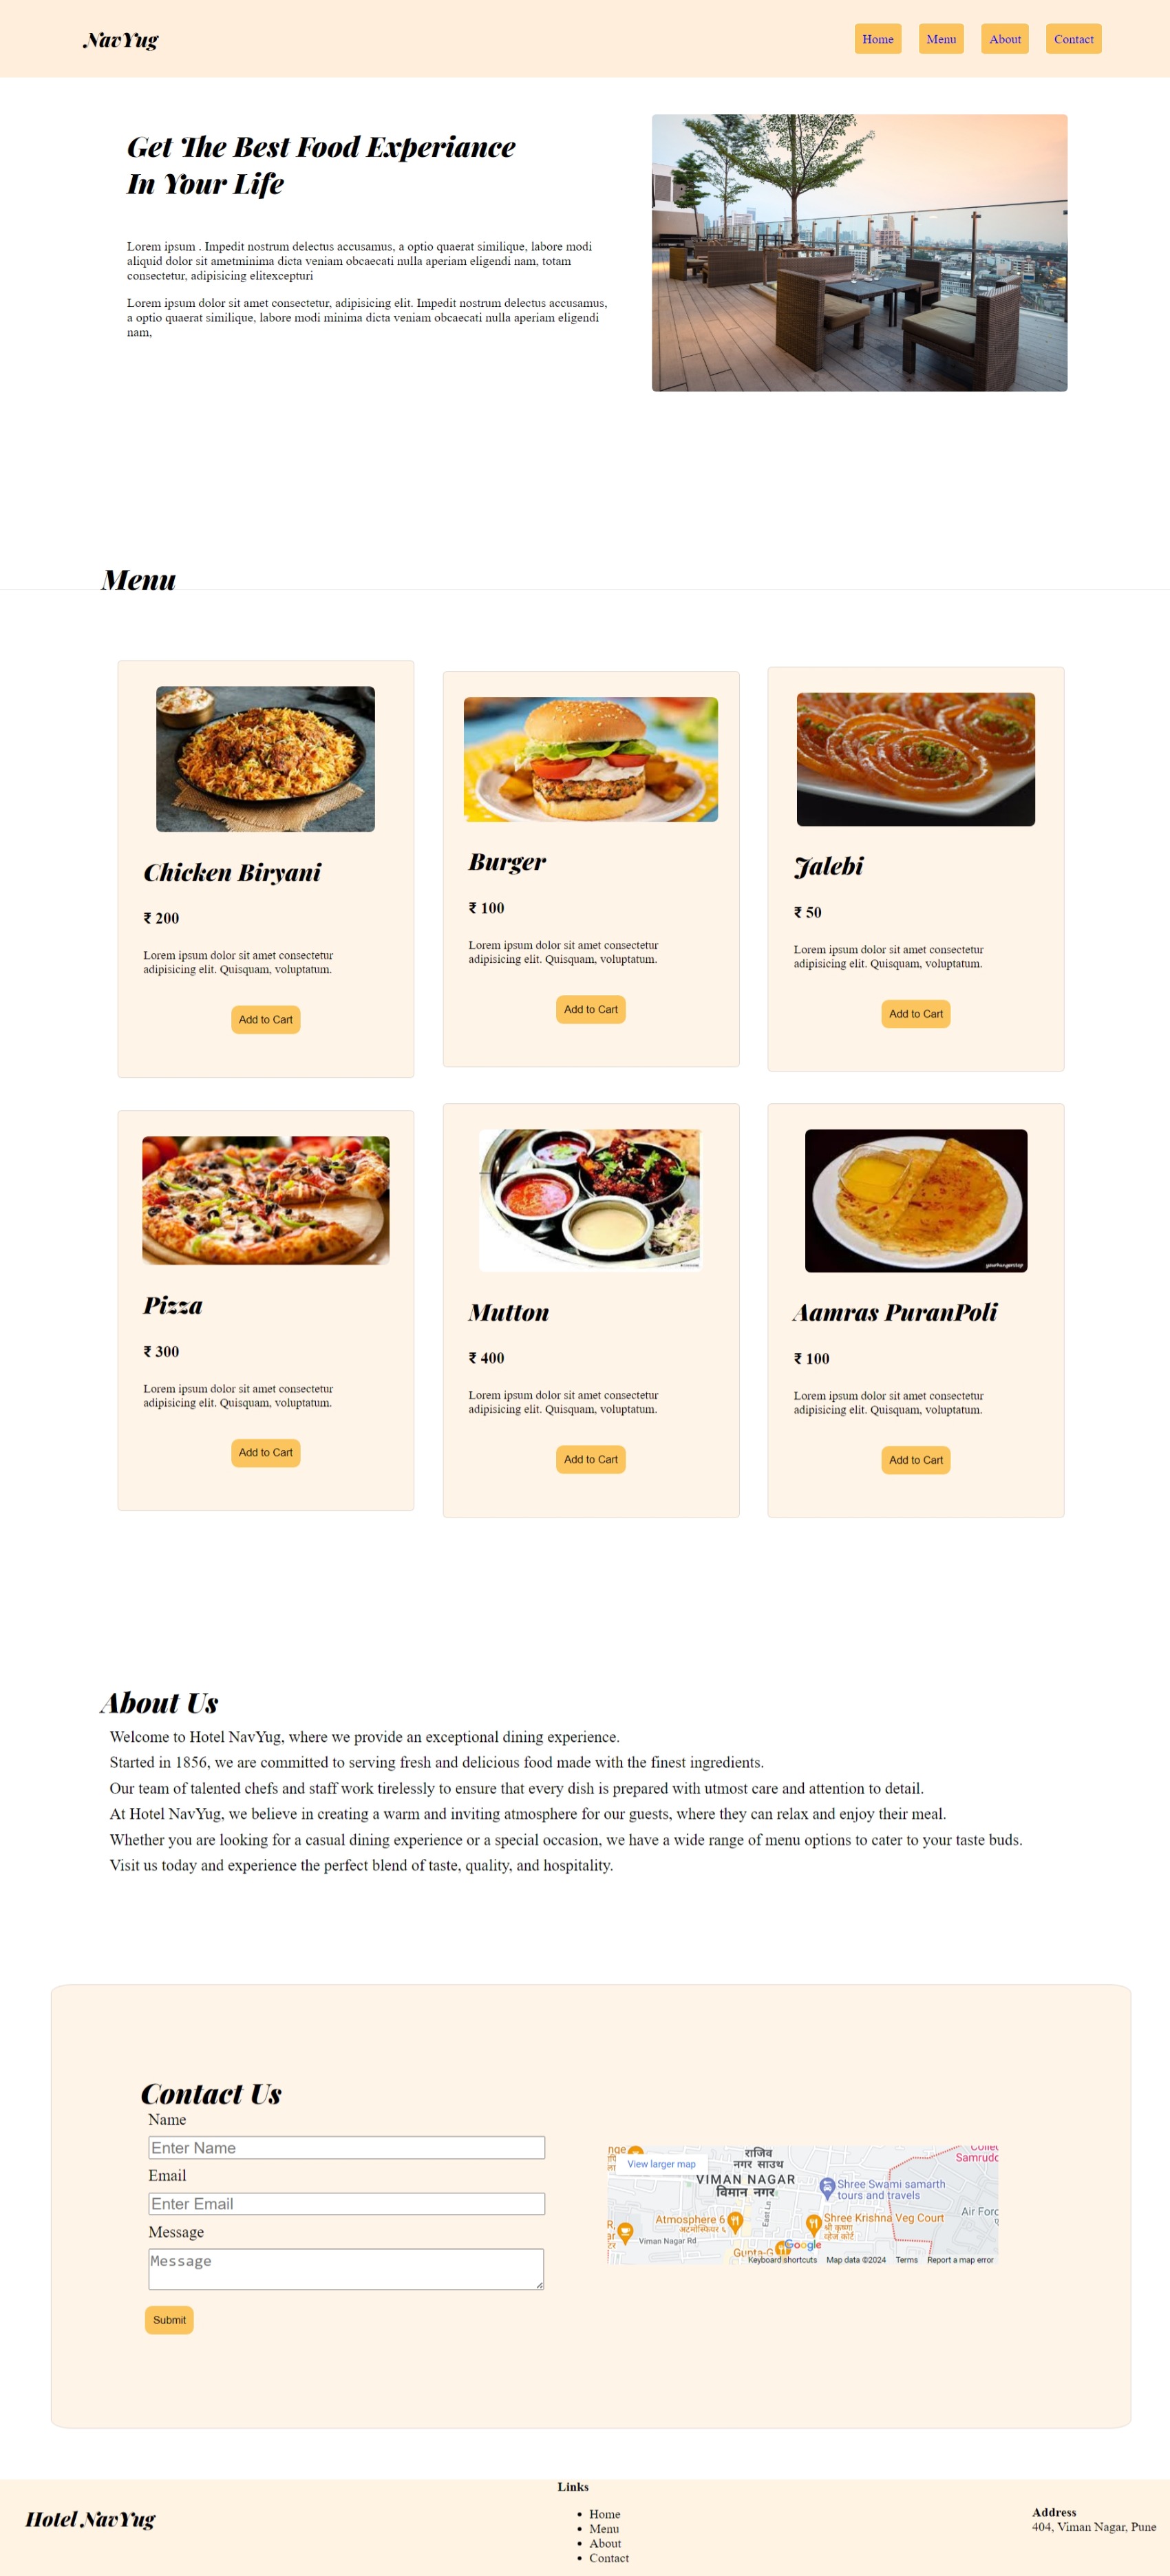 NavYug
Home
Menu
About
Contact
Get The Best Food Experiance
In Your Life
Lorem ipsum . Impedit nostrum delectus accusamus, a optio quaerat similique, labore modi
aliquid dolor sit ametminima dicta veniam obcaecati nulla aperiam eligendi nam, totam
consectetur, adipisicing elitexcepturi
Lorem ipsum dolor sit amet consectetur, adipisicing elit. Impedit nostrum delectus accusamus,
a optio quaerat similique, labore modi minima dicta veniam obcaecati nulla aperiam eligendi
nam,
Menu
Chicken Biryani
₹ 200
Lorem ipsum dolor sit amet consectetur
adipisicing elit. Quisquam, voluptatum.
Add to Cart
Burger
₹ 100
Lorem ipsum dolor sit amet consectetur
adipisicing elit. Quisquam, voluptatum.
Add to Cart
Jalebi
₹ 50
Lorem ipsum dolor sit amet consectetur
adipisicing elit. Quisquam, voluptatum.
Add to Cart
Pizza
₹ 300
Lorem ipsum dolor sit amet consectetur
adipisicing elit. Quisquam, voluptatum.
Add to Cart
Mutton
₹ 400
Lorem ipsum dolor sit amet consectetur
adipisicing elit. Quisquam, voluptatum.
Add to Cart
yourhungerstop
Aamras PuranPoli
₹ 100
Lorem ipsum dolor sit amet consectetur
adipisicing elit. Quisquam, voluptatum.
Add to Cart
About Us
Welcome to Hotel NavYug, where we provide an exceptional dining experience.
Started in 1856, we are committed to serving fresh and delicious food made with the finest ingredients.
Our team of talented chefs and staff work tirelessly to ensure that every dish is prepared with utmost care and attention to detail.
At Hotel NavYug, we believe in creating a warm and inviting atmosphere for our guests, where they can relax and enjoy their meal.
Whether you are looking for a casual dining experience or a special occasion, we have a wide range of menu options to cater to your taste buds.
Visit us today and experience the perfect blend of taste, quality, and hospitality.
Contact Us
Name
Enter Name
Email
Enter Email
Message
Message
Submit
राजिव
नगर साउथ
View larger map
VIMAN NAGAR
विमान नगर
Shree Swami samarth
tours and travels
Atmosphere 6
अटमोस्फियर ६
East Ln
Shree Krishna Veg Court
श्री कृष्णा
व्हेज कोर्ट
Air Forc
Viman Nagar Rd
Gupta-G
Google
Keyboard shortcuts
Map data ©2024
Terms
Report a map error
Hotel NavYug
Links
Home
Menu
About
Contact
Address
404, Viman Nagar, Pune